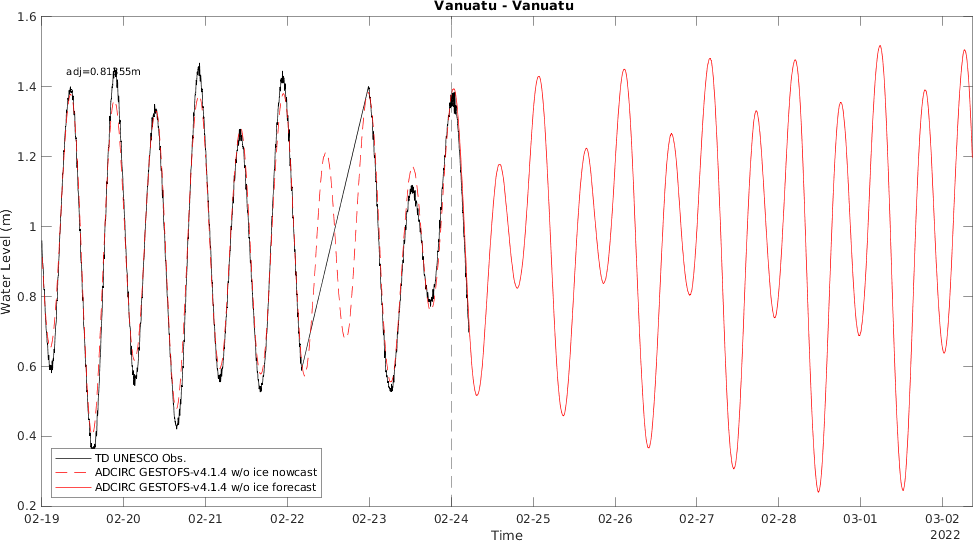 Vanuatu - Vanuatu
1.6
1.4
1.2
1
0.8
0.6
0.4
0.2
Water Level (m)
adj=0.81355m
TD UNESCO Obs.
ADCIRC GESTOFS-v4.1.4 w/o ice nowcast
ADCIRC GESTOFS-v4.1.4 w/o ice forecast
02-19 02-20 02-21 02-22 02-23 02-24 02-25 02-26 02-27 02-28 03-01 03-02
Time
2022